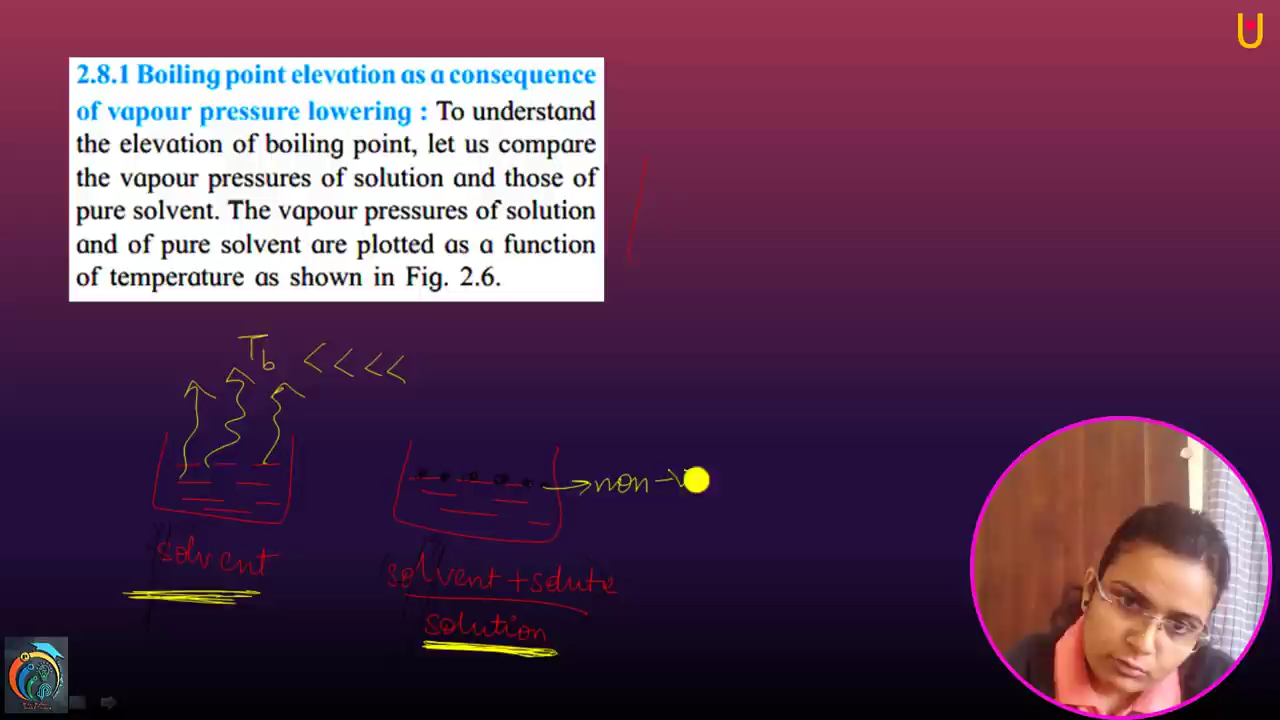 U
2.8.1 Boiling point elevation as a consequence
of vapour pressure lowering : To understand
the elevation of boiling point, let us compare
the vapour pressures of solution and those of
pure solvent. The vapour pressures of solution
and of pure solvent are plotted as a function
of temperature as shown in Fig. 2.6.
Tb < < < <
non-v
solvent
solvent + solute
solution